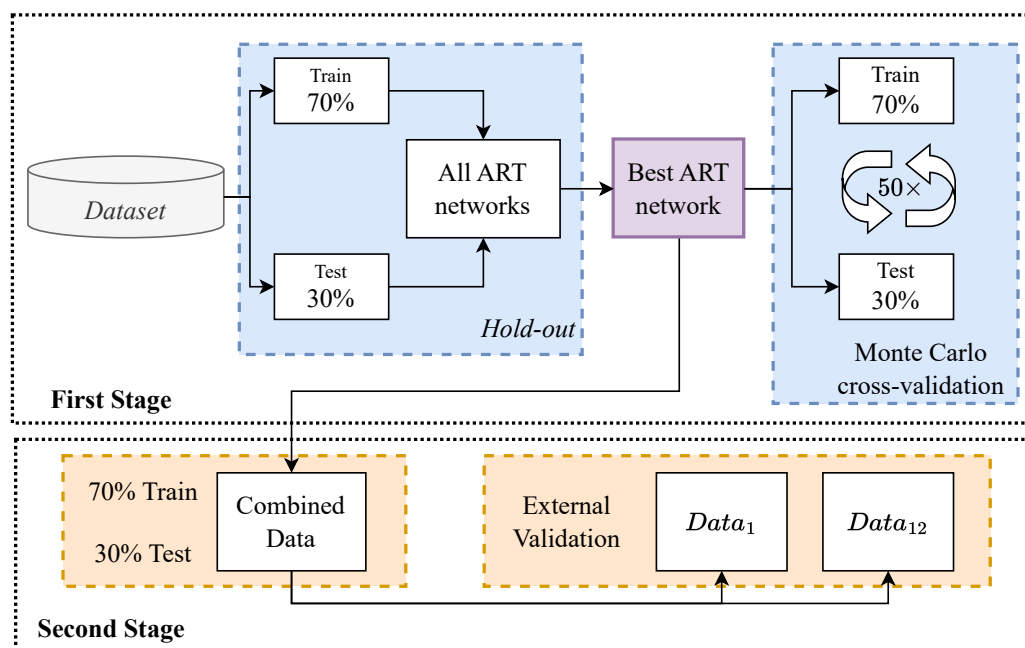 Train
70%
Dataset
All ART
networks
Test
30%
Hold-out
Best ART
network
Train
70%
50×
Test
30%
Monte Carlo
cross-validation
First Stage
70% Train
30% Test
Combined
Data
External
Validation
Data₁
Data₁₂
Second Stage